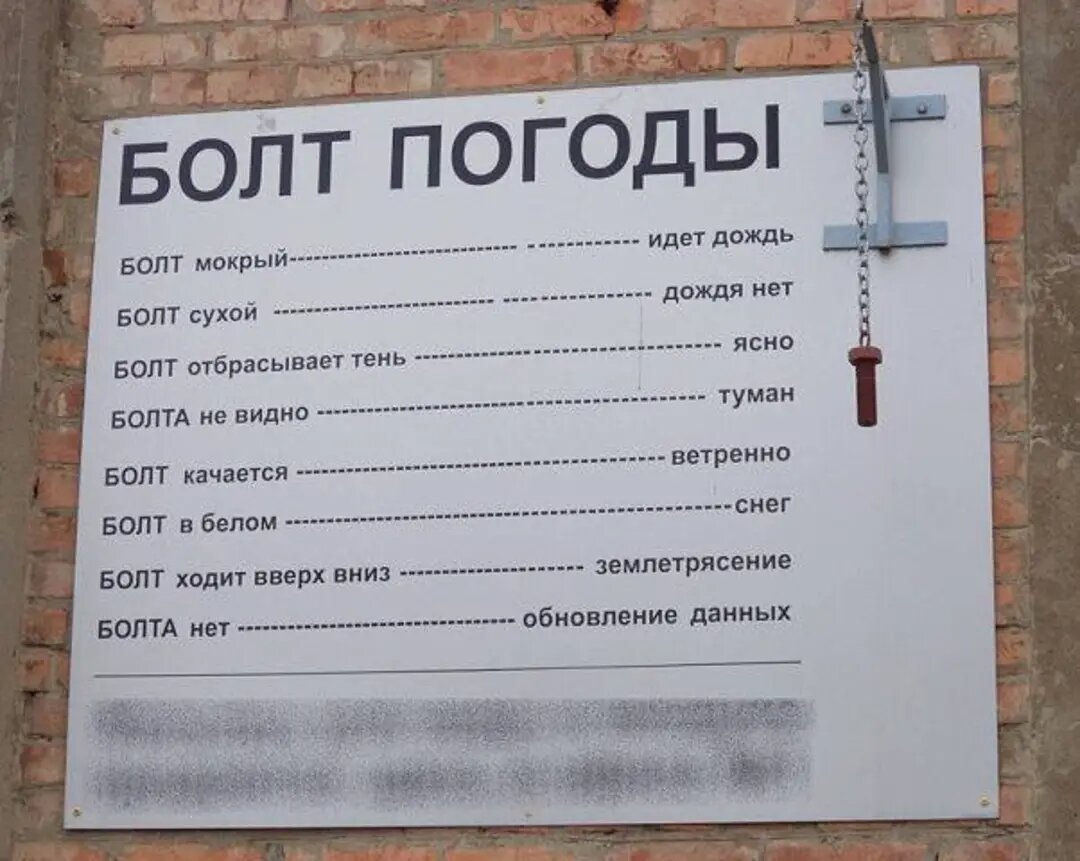 БОЛТ ПОГОДЫ
БОЛТ мокрый------------------------- - ------------ идет дождь
БОЛТ сухой -------------------------- ----------------- дождя нет
БОЛТ отбрасывает тень ----------------------------------- ясно
БОЛТА не видно -------------------------------------------- туман
БОЛТ качается ------------------------------------------ветренно
БОЛТ в белом ---------------------------------------------------снег
БОЛТ ходит вверх вниз --------------------- землетрясение
БОЛТА нет -------------------------------- обновление данных